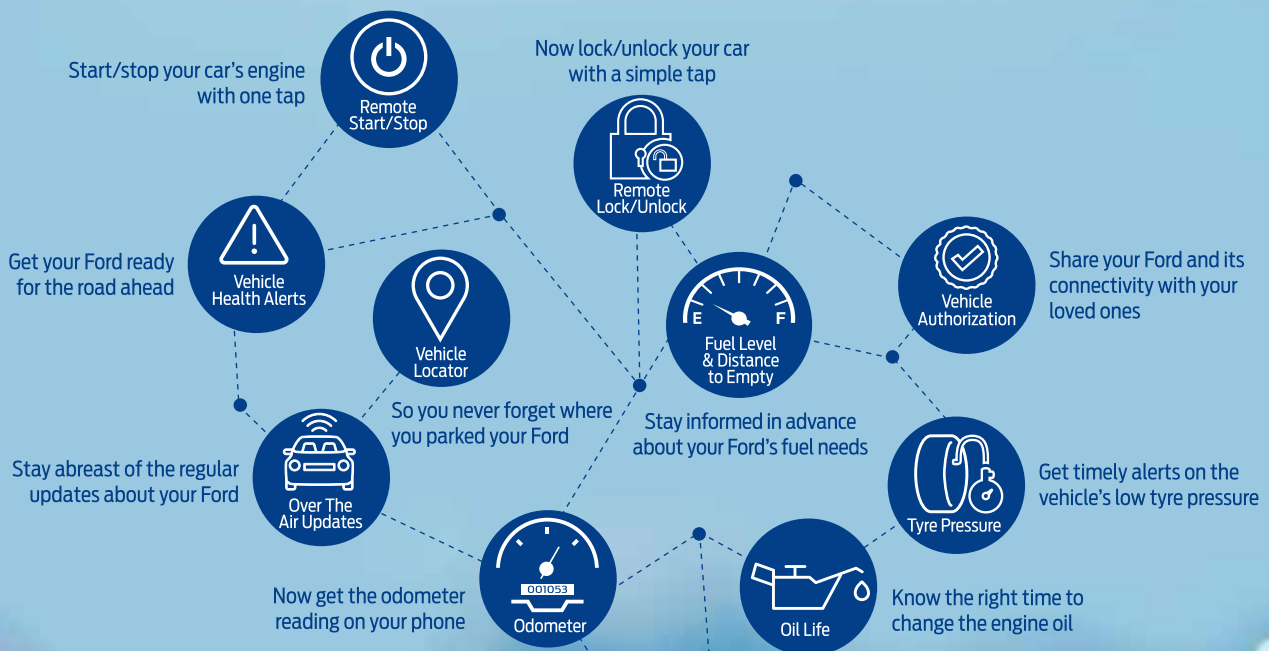 Start/stop your car's engine
with one tap
Remote
Start/Stop
Now lock/unlock your car
with a simple tap
Remote
Lock/Unlock
Get your Ford ready
for the road ahead
Vehicle
Health Alerts
Vehicle
Locator
So you never forget where
you parked your Ford
E F
Fuel Level
& Distance
to Empty
Stay informed in advance
about your Ford's fuel needs
Vehicle
Authorization
Share your Ford and its
connectivity with your
loved ones
Stay abreast of the regular
updates about your Ford
Over The
Air Updates
Tyre Pressure
Get timely alerts on the
vehicle's low tyre pressure
Now get the odometer
reading on your phone
001053
Odometer
Oil Life
Know the right time to
change the engine oil